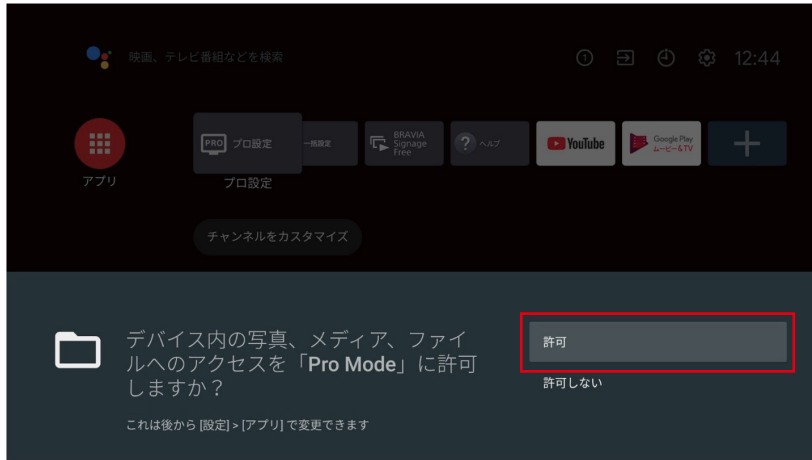 映画、テレビ番組などを検索
1
12:44
PRO プロ設定
一括設定
BRAVIA
Signage
Free
? ヘルプ
YouTube
Google Play
ムービー&TV
アプリ
プロ設定
チャンネルをカスタマイズ
デバイス内の写真、メディア、ファイ
ルへのアクセスを「Pro Mode」に許可
しますか?
これは後から [設定] > [アプリ] で変更できます
許可
許可しない